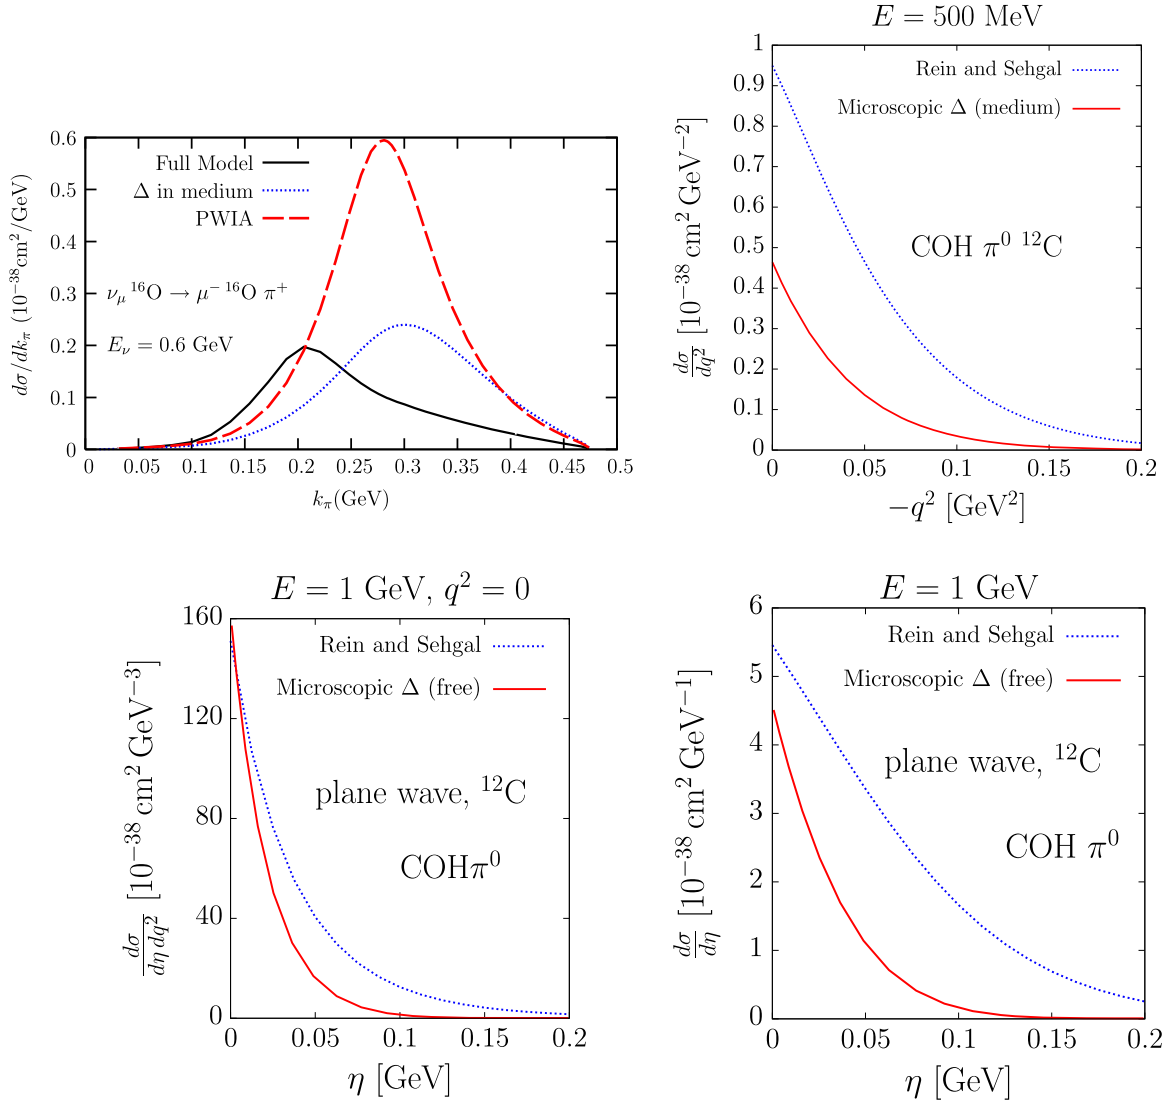 Full Model
Δ in medium
PWIA
ν_μ ¹⁶O → μ⁻ ¹⁶O π⁺
E_ν = 0.6 GeV
dσ/dk_π (10⁻³⁸cm²/GeV)
0.6
0.5
0.4
0.3
0.2
0.1
0
0 0.05 0.1 0.15 0.2 0.25 0.3 0.35 0.4 0.45 0.5
k_π(GeV)
E = 500 MeV
Rein and Sehgal
Microscopic Δ (medium)
COH π⁰ ¹²C
dσ/dq² [10⁻³⁸ cm² GeV⁻²]
1
0.9
0.8
0.7
0.6
0.5
0.4
0.3
0.2
0.1
0
0 0.05 0.1 0.15 0.2
−q² [GeV²]
E = 1 GeV, q² = 0
Rein and Sehgal
Microscopic Δ (free)
plane wave, ¹²C
COHπ⁰
dσ/dη dq² [10⁻³⁸ cm² GeV⁻³]
160
120
80
40
0
0 0.05 0.1 0.15 0.2
η [GeV]
E = 1 GeV
Rein and Sehgal
Microscopic Δ (free)
plane wave, ¹²C
COH π⁰
dσ/dη [10⁻³⁸ cm² GeV⁻¹]
6
5
4
3
2
1
0
0 0.05 0.1 0.15 0.2
η [GeV]